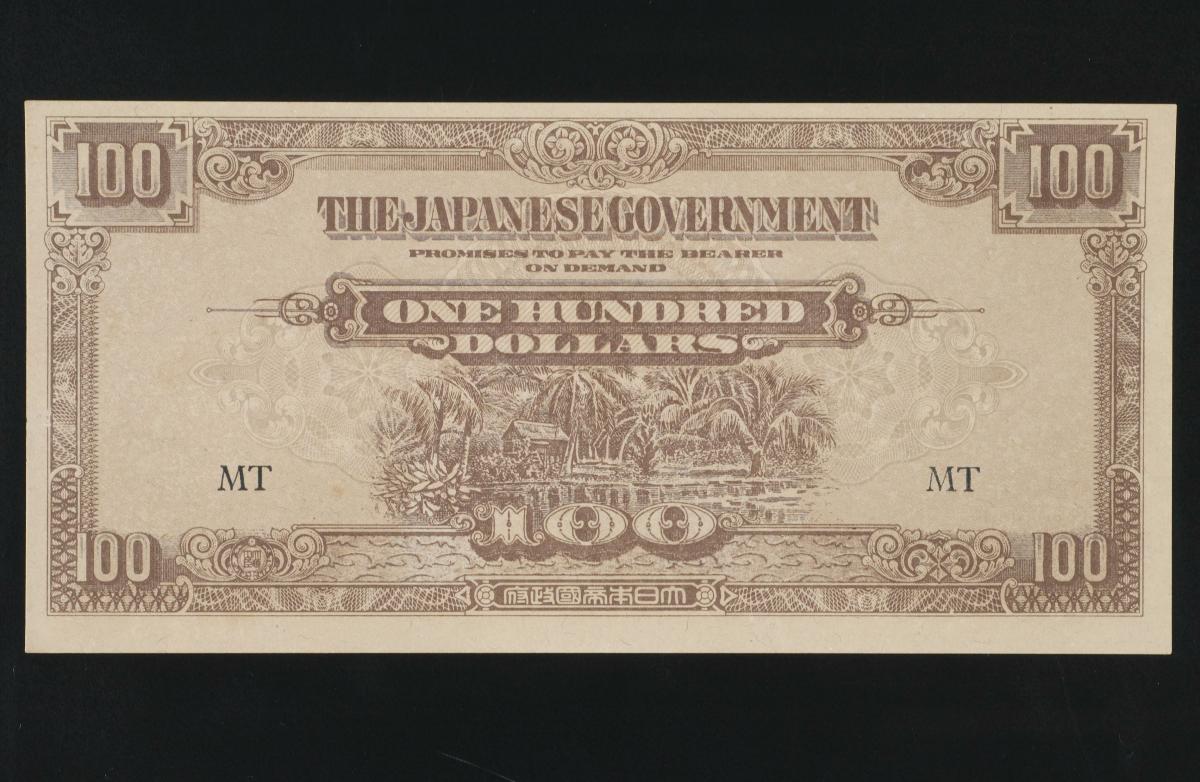 100 100
THE JAPANESE GOVERNMENT
PROMISES TO PAY THE BEARER
ON DEMAND
ONE HUNDRED
DOLLARS
MT MT
100
100 100
府政國帝本日大